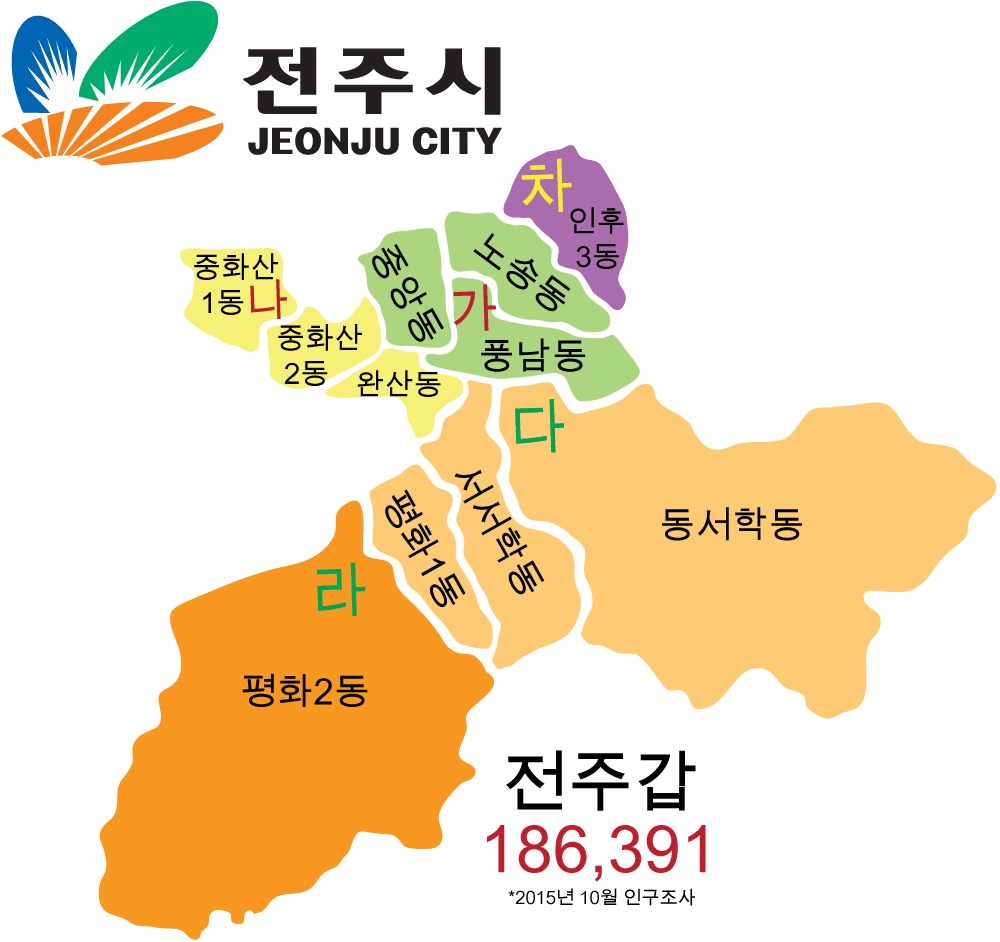 전주시
JEONJU CITY
차
인후
3동
노송동
중앙동
중화산
1동
나
가
중화산
2동
풍남동
완산동
다
서서학동
평화1동
동서학동
라
평화2동
전주갑
186,391
*2015년 10월 인구조사